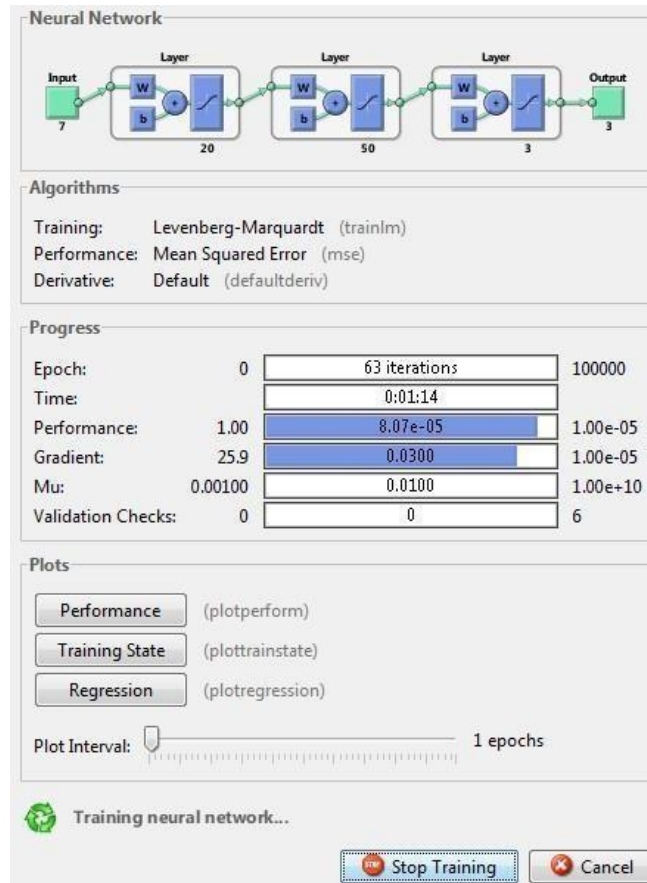 Neural Network
Layer Layer Layer
Input Output
W W W
b + b + b +
7 3
20 50 3
Algorithms
Training: Levenberg-Marquardt (trainlm)
Performance: Mean Squared Error (mse)
Derivative: Default (defaultderiv)
Progress
Epoch: 0 63 iterations 100000
Time: 0:01:14
Performance: 1.00 8.07e-05 1.00e-05
Gradient: 25.9 0.0300 1.00e-05
Mu: 0.00100 0.0100 1.00e+10
Validation Checks: 0 0 6
Plots
Performance (plotperform)
Training State (plottrainstate)
Regression (plotregression)
Plot Interval: 1 epochs
Training neural network...
STOP Stop Training Cancel